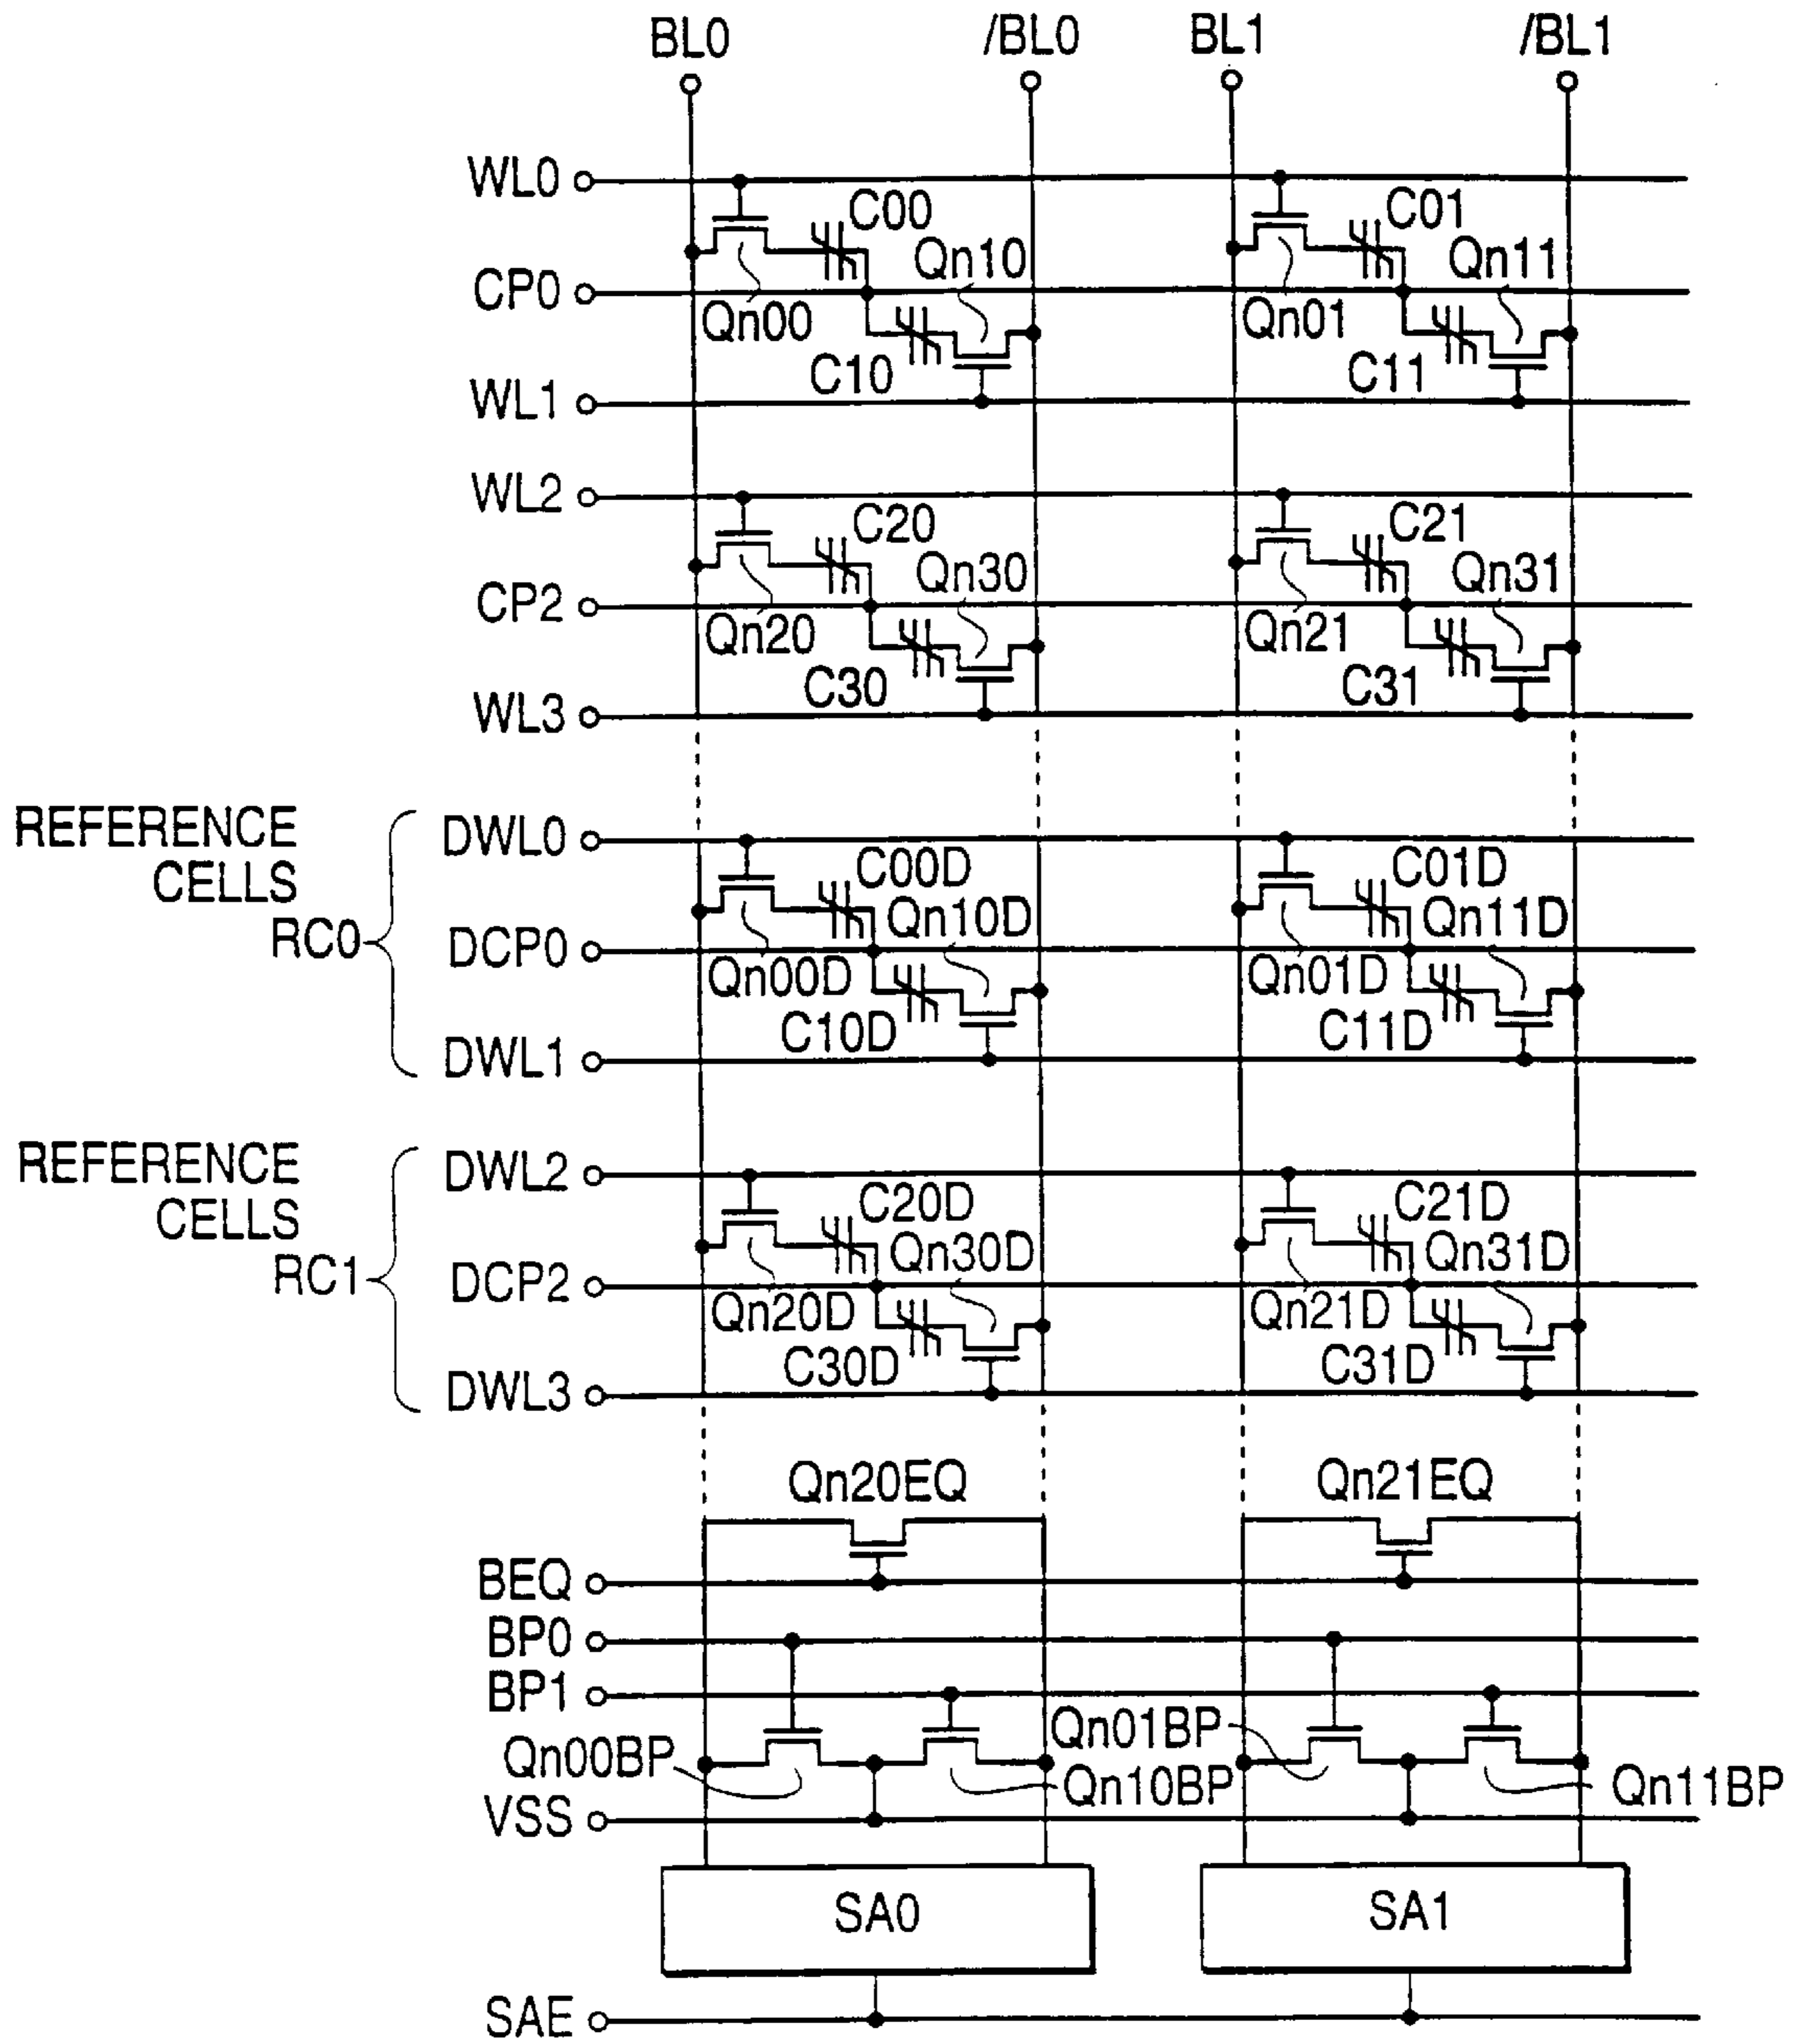 BL0 /BL0 BL1 /BL1
WL0
C00 C01
Qn10 Qn11
CP0
Qn00 Qn01
C10 C11
WL1
WL2
C20 C21
Qn30 Qn31
CP2
Qn20 Qn21
C30 C31
WL3
REFERENCE CELLS RC0
DWL0
C00D C01D
Qn10D Qn11D
DCP0
Qn00D Qn01D
C10D C11D
DWL1
REFERENCE CELLS RC1
DWL2
C20D C21D
Qn30D Qn31D
DCP2
Qn20D Qn21D
C30D C31D
DWL3
Qn20EQ Qn21EQ
BEQ
BP0
BP1
Qn01BP
Qn00BP
Qn10BP Qn11BP
VSS
SA0 SA1
SAE